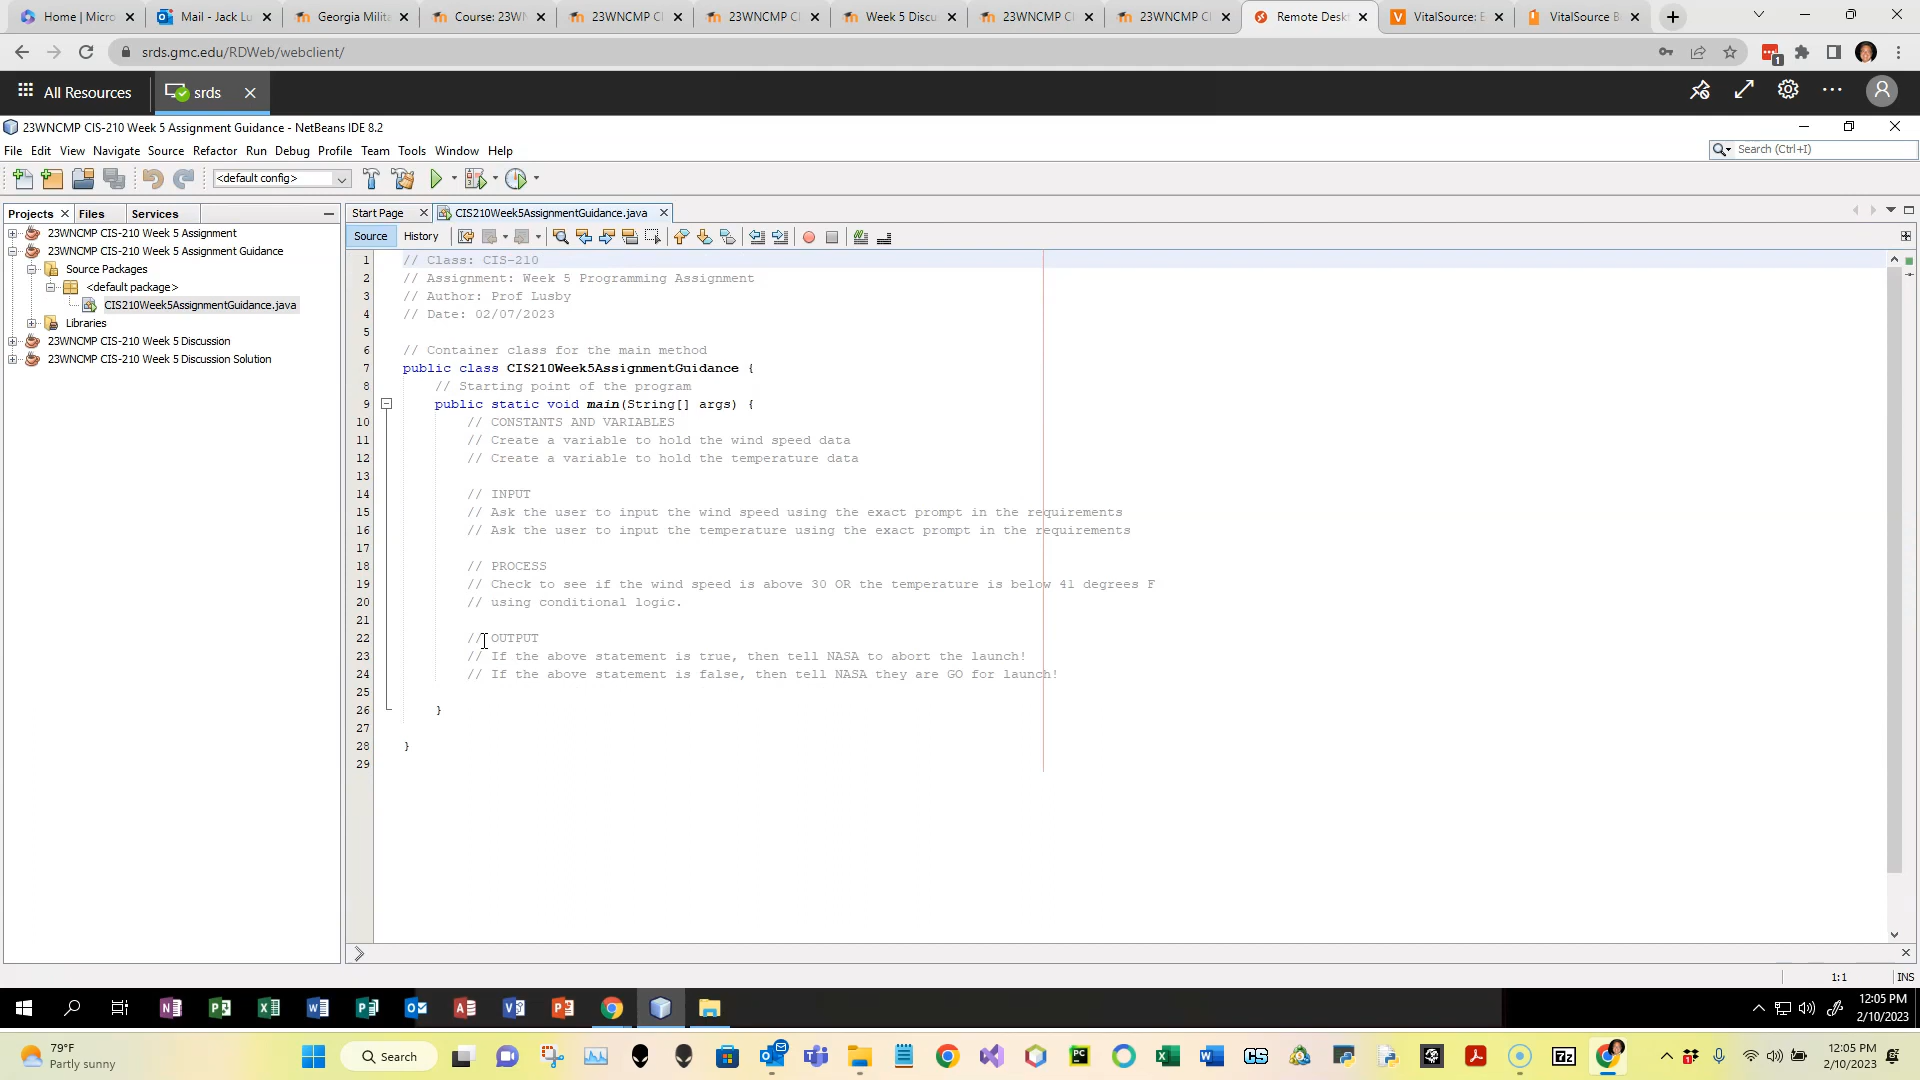 Home | Micro
Mail - Jack Lu
Georgia Milit
Course: 23W
23WNCMP C
23WNCMP C
Week 5 Discu
23WNCMP C
23WNCMP C
Remote Desk
VitalSource: E
VitalSource B
srds.gmc.edu/RDWeb/webclient/
1
All Resources
srds
23WNCMP CIS-210 Week 5 Assignment Guidance - NetBeans IDE 8.2
File Edit View Navigate Source Refactor Run Debug Profile Team Tools Window Help
Search (Ctrl+I)
<default config>
Projects Files Services
Start Page
CIS210Week5AssignmentGuidance.java
Source History
23WNCMP CIS-210 Week 5 Assignment
23WNCMP CIS-210 Week 5 Assignment Guidance
Source Packages
<default package>
CIS210Week5AssignmentGuidance.java
Libraries
23WNCMP CIS-210 Week 5 Discussion
23WNCMP CIS-210 Week 5 Discussion Solution
1 // Class: CIS-210
2 // Assignment: Week 5 Programming Assignment
3 // Author: Prof Lusby
4 // Date: 02/07/2023
5
6 // Container class for the main method
7 public class CIS210Week5AssignmentGuidance {
8 // Starting point of the program
9 public static void main(String[] args) {
10 // CONSTANTS AND VARIABLES
11 // Create a variable to hold the wind speed data
12 // Create a variable to hold the temperature data
13
14 // INPUT
15 // Ask the user to input the wind speed using the exact prompt in the requirements
16 // Ask the user to input the temperature using the exact prompt in the requirements
17
18 // PROCESS
19 // Check to see if the wind speed is above 30 OR the temperature is below 41 degrees F
20 // using conditional logic.
21
22 // OUTPUT
23 // If the above statement is true, then tell NASA to abort the launch!
24 // If the above statement is false, then tell NASA they are GO for launch!
25
26 }
27
28 }
29
1:1 INS
12:05 PM
2/10/2023
79°F
Partly sunny
Search
12:05 PM
2/10/2023